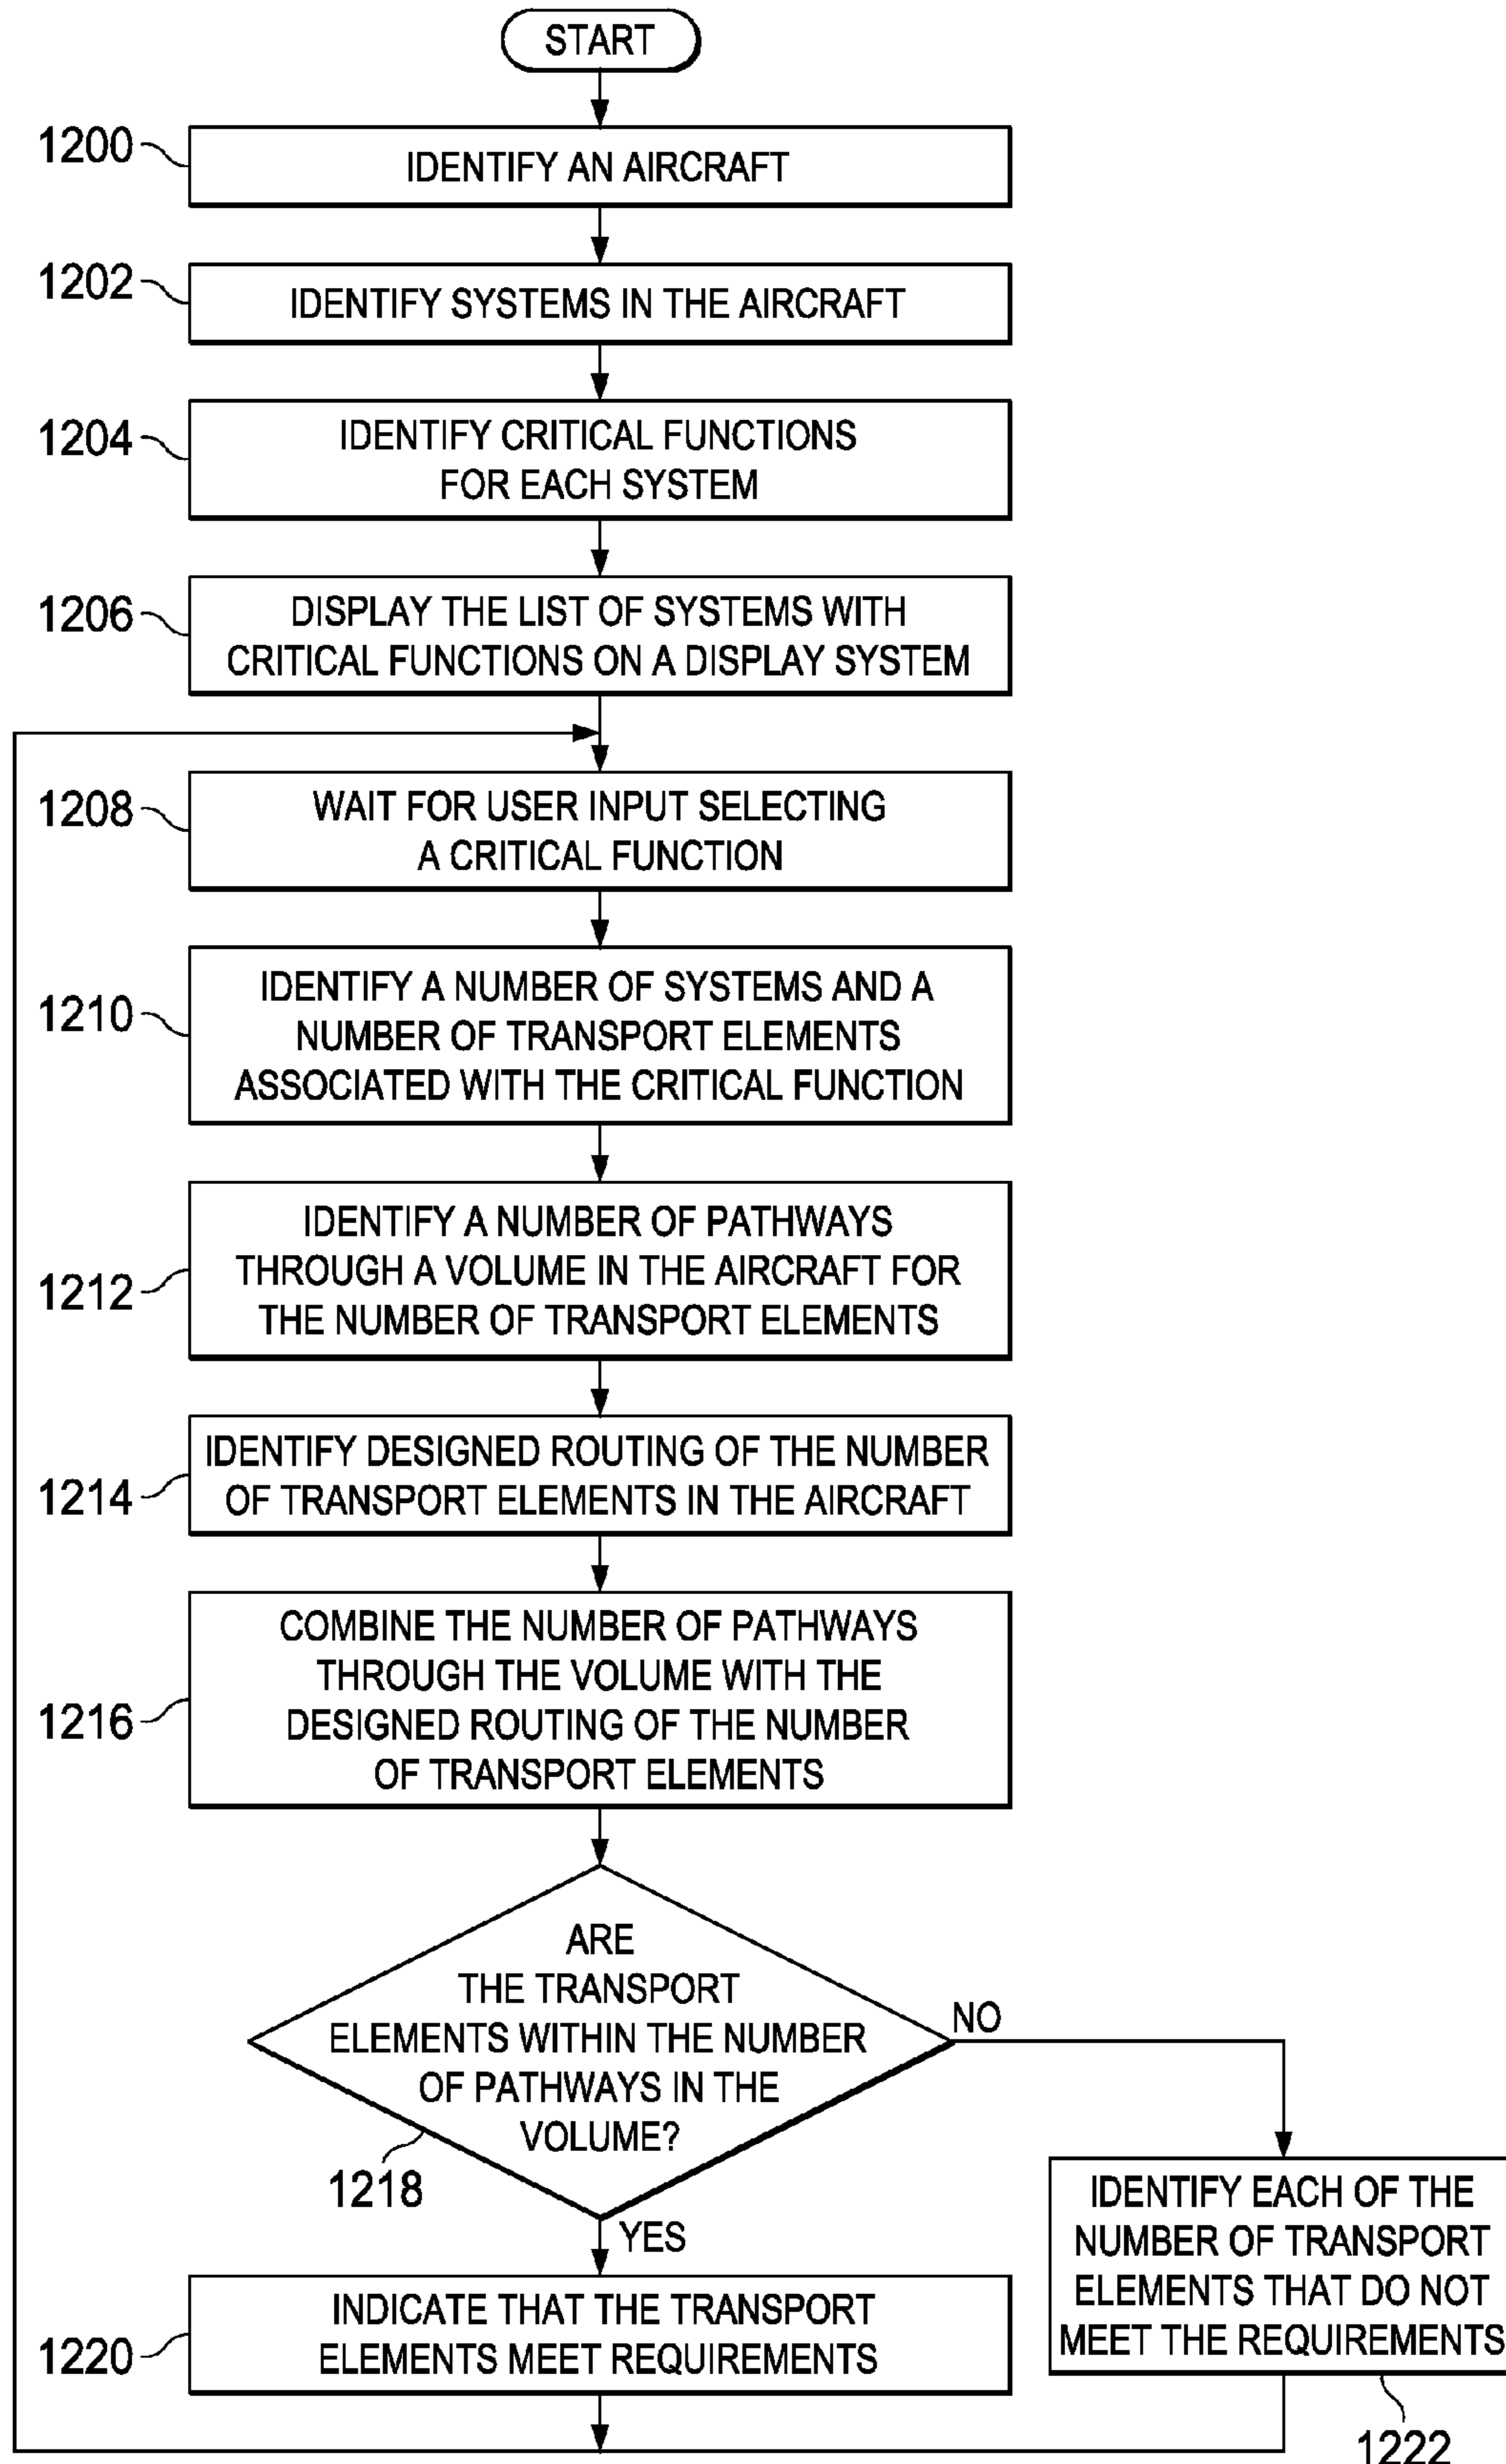 START
1200
IDENTIFY AN AIRCRAFT
1202
IDENTIFY SYSTEMS IN THE AIRCRAFT
1204
IDENTIFY CRITICAL FUNCTIONS
FOR EACH SYSTEM
1206
DISPLAY THE LIST OF SYSTEMS WITH
CRITICAL FUNCTIONS ON A DISPLAY SYSTEM
1208
WAIT FOR USER INPUT SELECTING
A CRITICAL FUNCTION
1210
IDENTIFY A NUMBER OF SYSTEMS AND A
NUMBER OF TRANSPORT ELEMENTS
ASSOCIATED WITH THE CRITICAL FUNCTION
1212
IDENTIFY A NUMBER OF PATHWAYS
THROUGH A VOLUME IN THE AIRCRAFT FOR
THE NUMBER OF TRANSPORT ELEMENTS
1214
IDENTIFY DESIGNED ROUTING OF THE NUMBER
OF TRANSPORT ELEMENTS IN THE AIRCRAFT
1216
COMBINE THE NUMBER OF PATHWAYS
THROUGH THE VOLUME WITH THE
DESIGNED ROUTING OF THE NUMBER
OF TRANSPORT ELEMENTS
ARE
THE TRANSPORT
ELEMENTS WITHIN THE NUMBER
OF PATHWAYS IN THE
VOLUME?
1218
NO
YES
IDENTIFY EACH OF THE
NUMBER OF TRANSPORT
ELEMENTS THAT DO NOT
MEET THE REQUIREMENTS
1222
1220
INDICATE THAT THE TRANSPORT
ELEMENTS MEET REQUIREMENTS